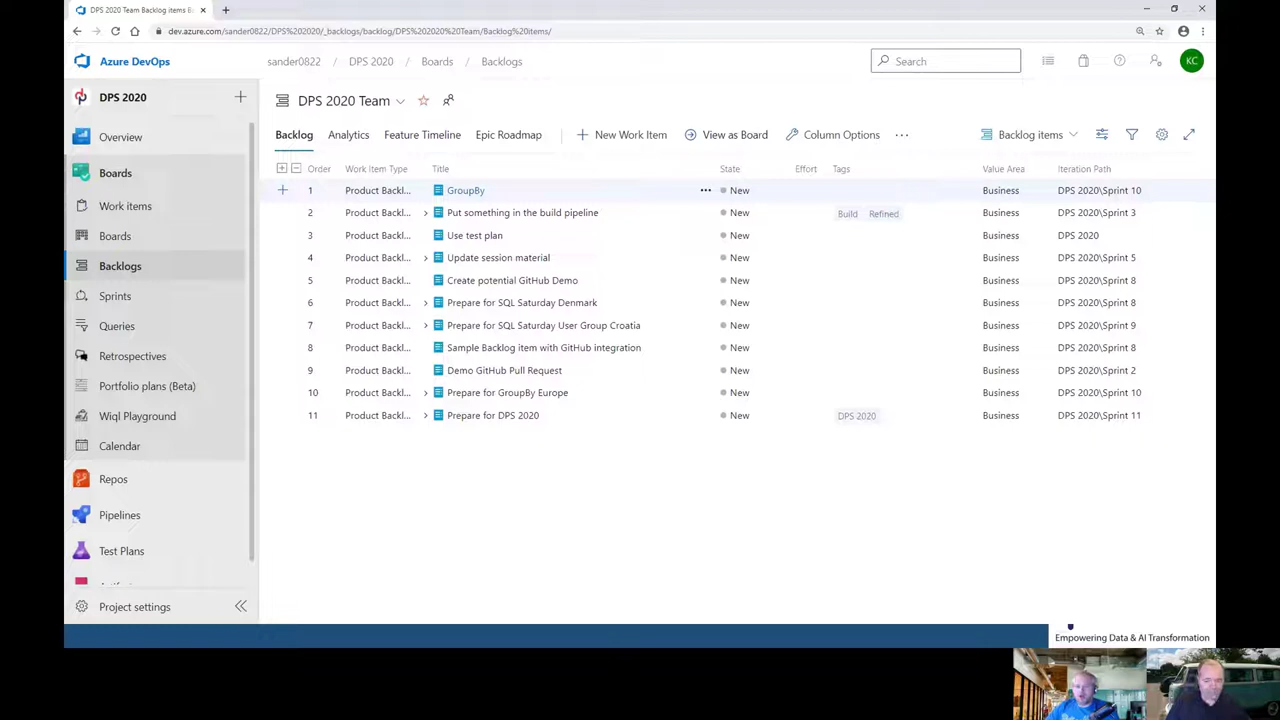 DPS 2020 Team Backlog items B
dev.azure.com/sander0822/DPS%202020/_backlogs/backlog/DPS%202020%20Team/Backlog%20items/
Azure DevOps
sander0822 / DPS 2020 / Boards / Backlogs
Search
KC
DPS 2020
Overview
Boards
Work items
Boards
Backlogs
Sprints
Queries
Retrospectives
Portfolio plans (Beta)
Wiql Playground
Calendar
Repos
Pipelines
Test Plans
Project settings
DPS 2020 Team
Backlog Analytics Feature Timeline Epic Roadmap New Work Item View as Board Column Options Backlog items
Order Work Item Type Title State Effort Tags Value Area Iteration Path
1 Product Backl... GroupBy New Business DPS 2020\Sprint 10
2 Product Backl... Put something in the build pipeline New Build Refined Business DPS 2020\Sprint 3
3 Product Backl... Use test plan New Business DPS 2020
4 Product Backl... Update session material New Business DPS 2020\Sprint 5
5 Product Backl... Create potential GitHub Demo New Business DPS 2020\Sprint 8
6 Product Backl... Prepare for SQL Saturday Denmark New Business DPS 2020\Sprint 8
7 Product Backl... Prepare for SQL Saturday User Group Croatia New Business DPS 2020\Sprint 9
8 Product Backl... Sample Backlog item with GitHub integration New Business DPS 2020\Sprint 8
9 Product Backl... Demo GitHub Pull Request New Business DPS 2020\Sprint 2
10 Product Backl... Prepare for GroupBy Europe New Business DPS 2020\Sprint 10
11 Product Backl... Prepare for DPS 2020 New DPS 2020 Business DPS 2020\Sprint 11
Empowering Data & AI Transformation